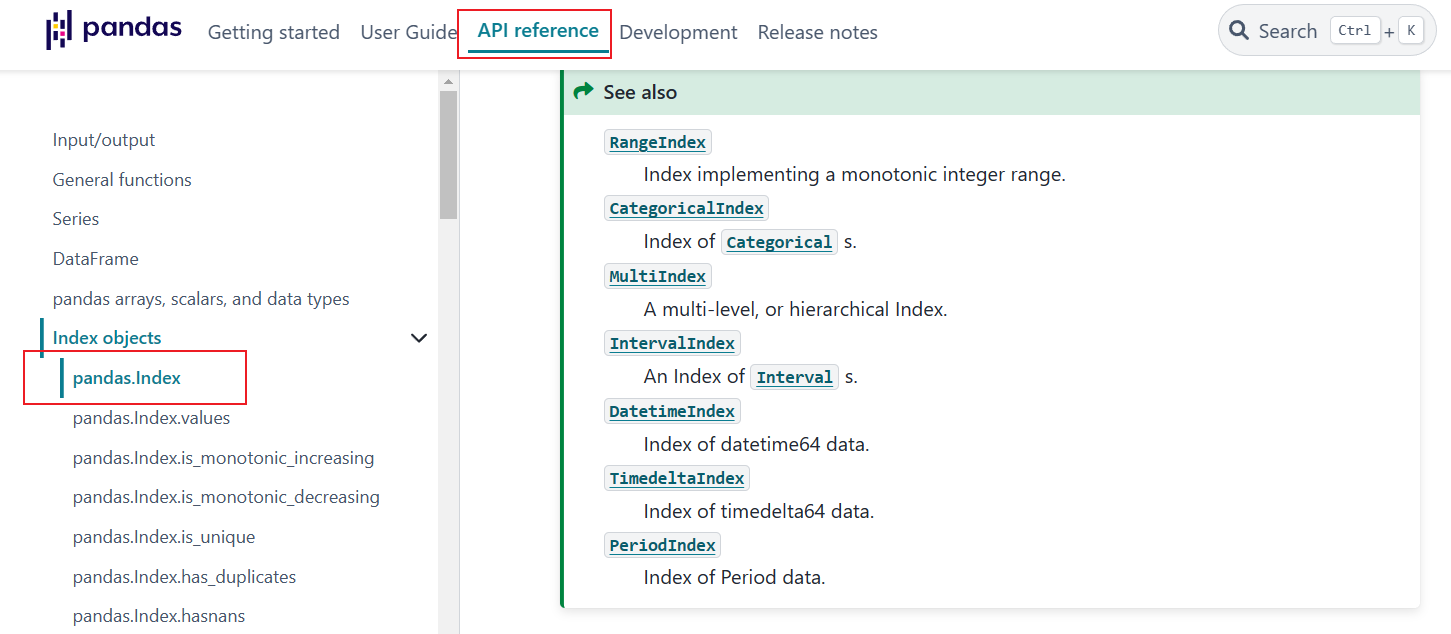 pandas Getting started User Guide API reference Development Release notes Search Ctrl + K
Input/output
General functions
Series
DataFrame
pandas arrays, scalars, and data types
Index objects
pandas.Index
pandas.Index.values
pandas.Index.is_monotonic_increasing
pandas.Index.is_monotonic_decreasing
pandas.Index.is_unique
pandas.Index.has_duplicates
pandas.Index.hasnans
See also
RangeIndex
Index implementing a monotonic integer range.
CategoricalIndex
Index of Categorical s.
MultiIndex
A multi-level, or hierarchical Index.
IntervalIndex
An Index of Interval s.
DatetimeIndex
Index of datetime64 data.
TimedeltaIndex
Index of timedelta64 data.
PeriodIndex
Index of Period data.